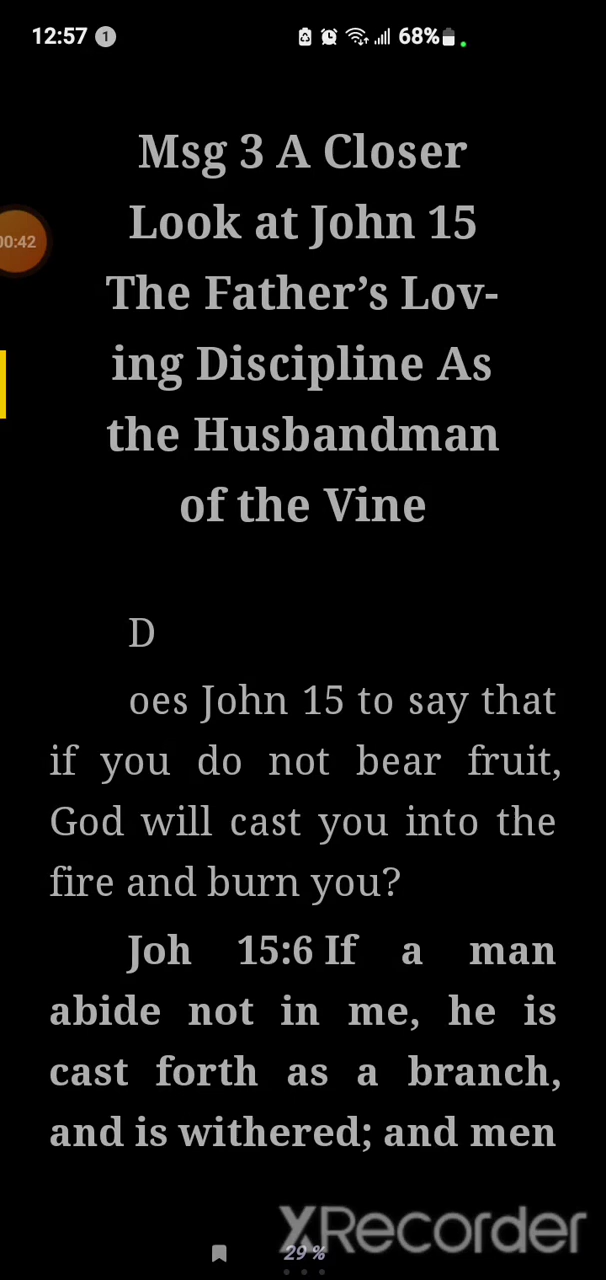 12:57 1 68%
Msg 3 A Closer
Look at John 15
00:42
The Father’s Lov-
ing Discipline As
the Husbandman
of the Vine
D
oes John 15 to say that
if you do not bear fruit,
God will cast you into the
fire and burn you?
Joh 15:6 If a man
abide not in me, he is
cast forth as a branch,
and is withered; and men
XRecorder
29 %